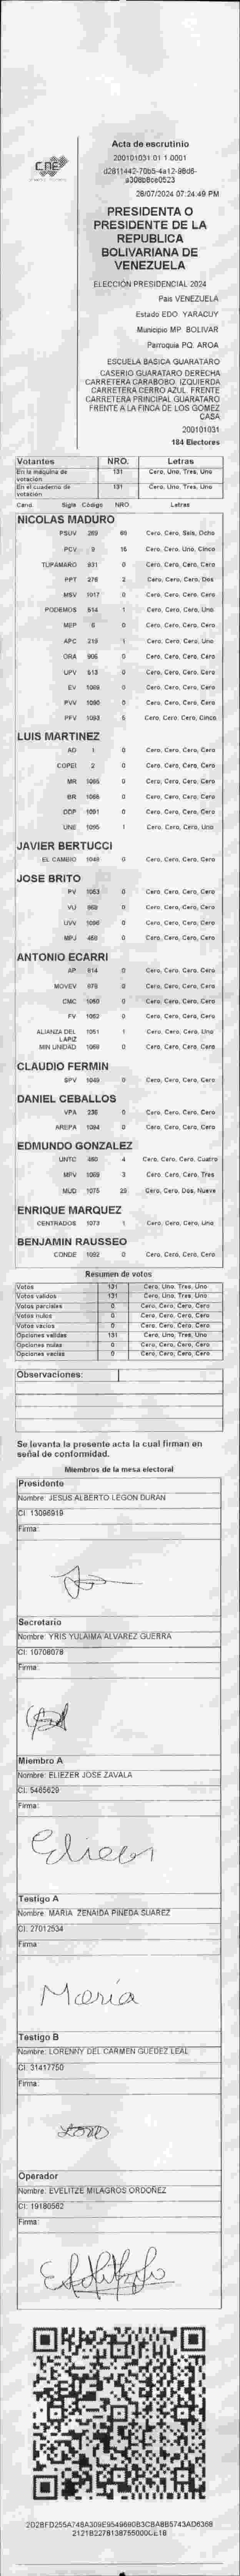 CNE
Acta de escrutinio
200101031.01.1.0001
26/07/2024 07:24:49 PM
PRESIDENTA O
PRESIDENTE DE LA
REPUBLICA
BOLIVARIANA DE
VENEZUELA
ELECCIÓN PRESIDENCIAL 2024
Pais VENEZUELA
Estado EDO. YARACUY
Municipio MP. BOLIVAR
Parroquia PQ. AROA
ESCUELA BASICA GUARATARO
CASERIO GUARATARO DERECHA
CARRETERA CARABOBO. IZQUIERDA
CARRETERA CERRO AZUL. FRENTE
CARRETERA PRINCIPAL GUARATARO
FRENTE A LA FINCA DE LOS GOMEZ
CASA
200101031
184 Electores
Votantes NRO. Letras
En la máquina de votación 131 Cero, Uno, Tres, Uno
En el cuaderno de votación 131 Cero, Uno, Tres, Uno
Cand. Sigla Código NRO. Letras
NICOLAS MADURO
PSUV 68 Cero, Cero, Seis, Ocho
PCV 9 15 Cero, Cero, Uno, Cinco
TUPAMARO 831 0 Cero, Cero, Cero, Cero
PPT 276 2 Cero, Cero, Cero, Dos
MSV 1017 0 Cero, Cero, Cero, Cero
PODEMOS 514 1 Cero, Cero, Cero, Uno
MEP 6 0 Cero, Cero, Cero, Cero
APC 219 1 Cero, Cero, Cero, Uno
ORA 906 0 Cero, Cero, Cero, Cero
UPV 513 0 Cero, Cero, Cero, Cero
EV 0 Cero, Cero, Cero, Cero
PVV 1090 0 Cero, Cero, Cero, Cero
PFV 1093 5 Cero, Cero, Cero, Cinco
LUIS MARTINEZ
AD 1 0 Cero, Cero, Cero, Cero
COPEI 2 0 Cero, Cero, Cero, Cero
MR 0 Cero, Cero, Cero, Cero
BR 0 Cero, Cero, Cero, Cero
DDP 1091 0 Cero, Cero, Cero, Cero
UNE 1095 1 Cero, Cero, Cero, Uno
JAVIER BERTUCCI
EL CAMBIO 1048 0 Cero, Cero, Cero, Cero
JOSE BRITO
PV 1053 0 Cero, Cero, Cero, Cero
VU 968 0 Cero, Cero, Cero, Cero
UVV 1096 0 Cero, Cero, Cero, Cero
MPJ 458 0 Cero, Cero, Cero, Cero
ANTONIO ECARRI
AP 914 0 Cero, Cero, Cero, Cero
MOVEV 978 0 Cero, Cero, Cero, Cero
CMC 1050 0 Cero, Cero, Cero, Cero
FV 1052 0 Cero, Cero, Cero, Cero
ALIANZA DEL LAPIZ 1051 1 Cero, Cero, Cero, Uno
MIN UNIDAD 0 Cero, Cero, Cero, Cero
CLAUDIO FERMIN
SPV 1049 0 Cero, Cero, Cero, Cero
DANIEL CEBALLOS
VPA 236 0 Cero, Cero, Cero, Cero
AREPA 1094 0 Cero, Cero, Cero, Cero
EDMUNDO GONZALEZ
UNTC 460 4 Cero, Cero, Cero, Cuatro
MPV 3 Cero, Cero, Cero, Tres
MUD 1075 29 Cero, Cero, Dos, Nueve
ENRIQUE MARQUEZ
CENTRADOS 1073 1 Cero, Cero, Cero, Uno
BENJAMIN RAUSSEO
CONDE 1092 0 Cero, Cero, Cero, Cero
Resumen de votos
Votos 131 Cero, Uno, Tres, Uno
Votos validos 131 Cero, Uno, Tres, Uno
Votos parciales 0 Cero, Cero, Cero, Cero
Votos nulos 0 Cero, Cero, Cero, Cero
Votos vacios 0 Cero, Cero, Cero, Cero
Opciones validas 131 Cero, Uno, Tres, Uno
Opciones nulas 0 Cero, Cero, Cero, Cero
Opciones vacias 0 Cero, Cero, Cero, Cero
Observaciones:
Se levanta la presente acta la cual firman en
señal de conformidad.
Miembros de la mesa electoral
Presidente
Nombre: JESUS ALBERTO LEGON DURAN
CI: 13096919
Firma:
Secretario
Nombre: YRIS YULAIMA ALVAREZ GUERRA
CI: 10708078
Firma:
Miembro A
Nombre: ELIEZER JOSE ZAVALA
CI: 5465629
Firma:
Eliecer
Testigo A
Nombre: MARIA ZENAIDA PINEDA SUAREZ
CI: 27012534
Firma:
Maria
Testigo B
Nombre: LORENNY DEL CARMEN GUEDEZ LEAL
CI: 31417750
Firma:
Operador
Nombre: EVELITZE MILAGROS ORDOÑEZ
CI: 19180562
Firma: